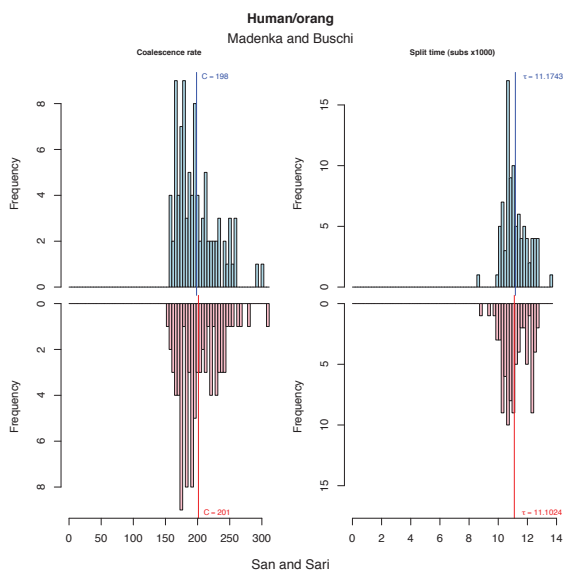 Human/orang
Madenka and Buschi
Coalescence rate
Split time (subs x1000)
C = 198
τ = 11.1743
Frequency
0 2 4 6 8
Frequency
0 5 10 15
Frequency
0 2 4 6 8
Frequency
0 5 10 15
C = 201
τ = 11.1024
0 50 100 150 200 250 300
0 2 4 6 8 10 12 14
San and Sari